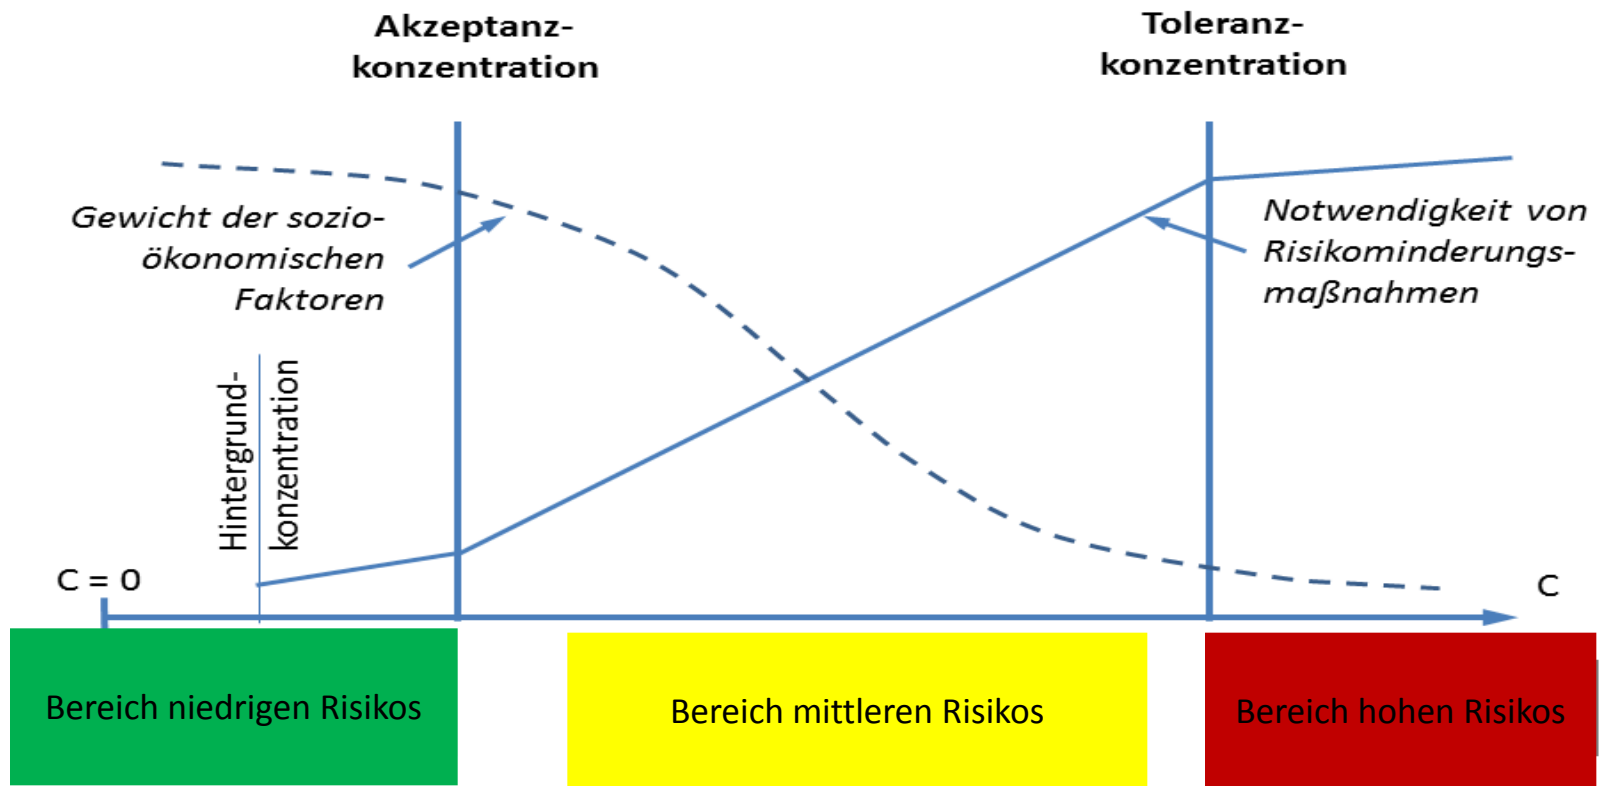 Akzeptanz-
konzentration
Toleranz-
konzentration
Gewicht der sozio-
ökonomischen
Faktoren
Notwendigkeit von
Risikominderungs-
maßnahmen
Hintergrund-
konzentration
C = 0
C
Bereich niedrigen Risikos
Bereich mittleren Risikos
Bereich hohen Risikos